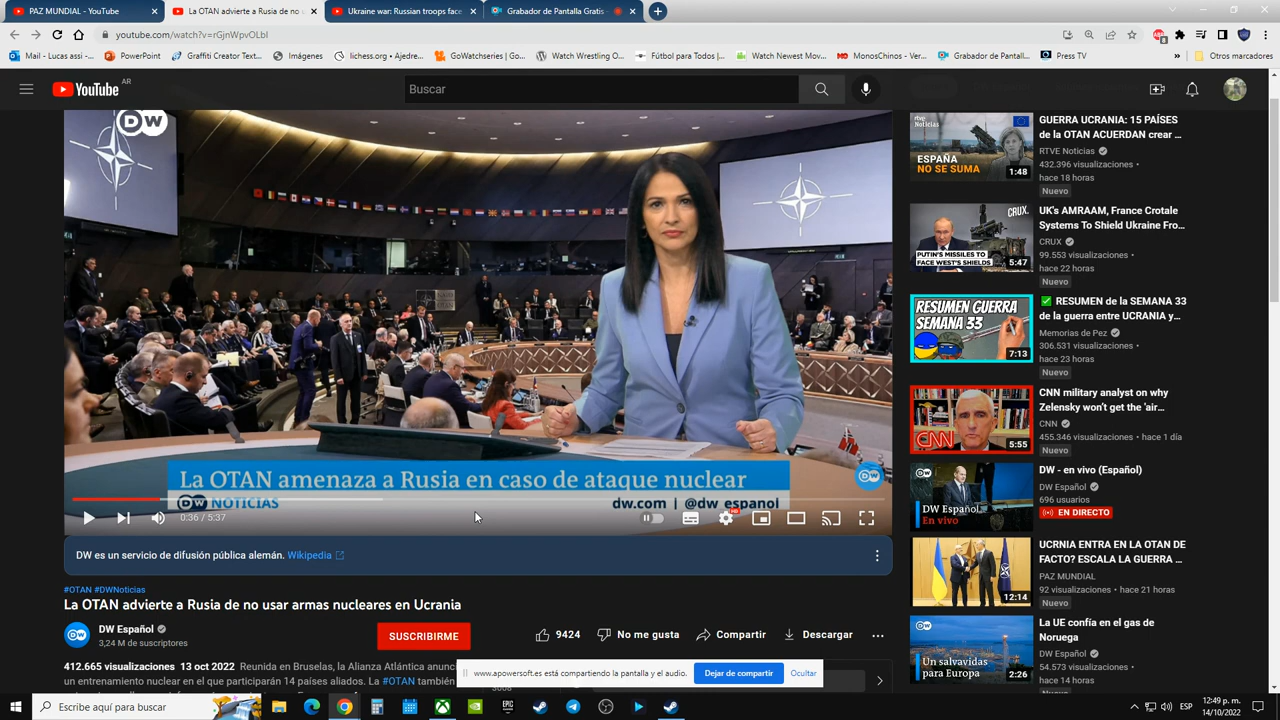 PAZ MUNDIAL - YouTube
La OTAN advierte a Rusia de no u
Ukraine war: Russian troops face
Grabador de Pantalla Gratis -
youtube.com/watch?v=rGjnWpvOLbI
Mail - Lucas assi -...
PowerPoint
Graffiti Creator Text...
Imágenes
lichess.org • Ajedre...
GoWatchseries | Go...
Watch Wrestling O...
Fútbol para Todos |...
Watch Newest Mov...
MonosChinos - Ver...
Grabador de Pantall...
Press TV
»
Otros marcadores
YouTube AR
Buscar
DW
La OTAN amenaza a Rusia en caso de ataque nuclear
DW NOTICIAS
dw.com | @dw_espanol
0:36 / 5:37
HD
DW es un servicio de difusión pública alemán. Wikipedia
#OTAN #DWNoticias
La OTAN advierte a Rusia de no usar armas nucleares en Ucrania
DW Español
3,24 M de suscriptores
SUSCRIBIRME
9424
No me gusta
Compartir
Descargar
412.665 visualizaciones 13 oct 2022 Reunida en Bruselas, la Alianza Atlántica anunci
un entrenamiento nuclear en el que por 14 países aliados. La #OTAN también
www.apowersoft.es está compartiendo tu pantalla y el audio.
Dejar de compartir
Ocultar
rtve Noticias
ESPAÑA
NO SE SUMA
1:48
GUERRA UCRANIA: 15 PAÍSES
de la OTAN ACUERDAN crear ...
RTVE Noticias
432.396 visualizaciones •
hace 18 horas
Nuevo
CRUX.
PUTIN'S MISSILES TO
FACE WEST'S SHIELDS
5:47
UK's AMRAAM, France Crotale
Systems To Shield Ukraine Fro...
CRUX
99.553 visualizaciones •
hace 22 horas
Nuevo
RESUMEN GUERRA
SEMANA 33
7:13
RESUMEN de la SEMANA 33
de la guerra entre UCRANIA y...
Memorias de Pez
306.531 visualizaciones •
hace 23 horas
Nuevo
CNN
5:55
CNN military analyst on why
Zelensky won't get the 'air...
CNN
455.346 visualizaciones • hace 1 día
Nuevo
DW Español
En vivo
DW - en vivo (Español)
DW Español
696 usuarios
EN DIRECTO
12:14
UCRNIA ENTRA EN LA OTAN DE
FACTO? ESCALA LA GUERRA ...
PAZ MUNDIAL
92 visualizaciones • hace 21 horas
Nuevo
DW
Un salvavidas
para Europa
2:26
La UE confía en el gas de
Noruega
DW Español
54.573 visualizaciones •
hace 14 horas
Escribe aquí para buscar
EPIC
ESP
12:49 p. m.
14/10/2022